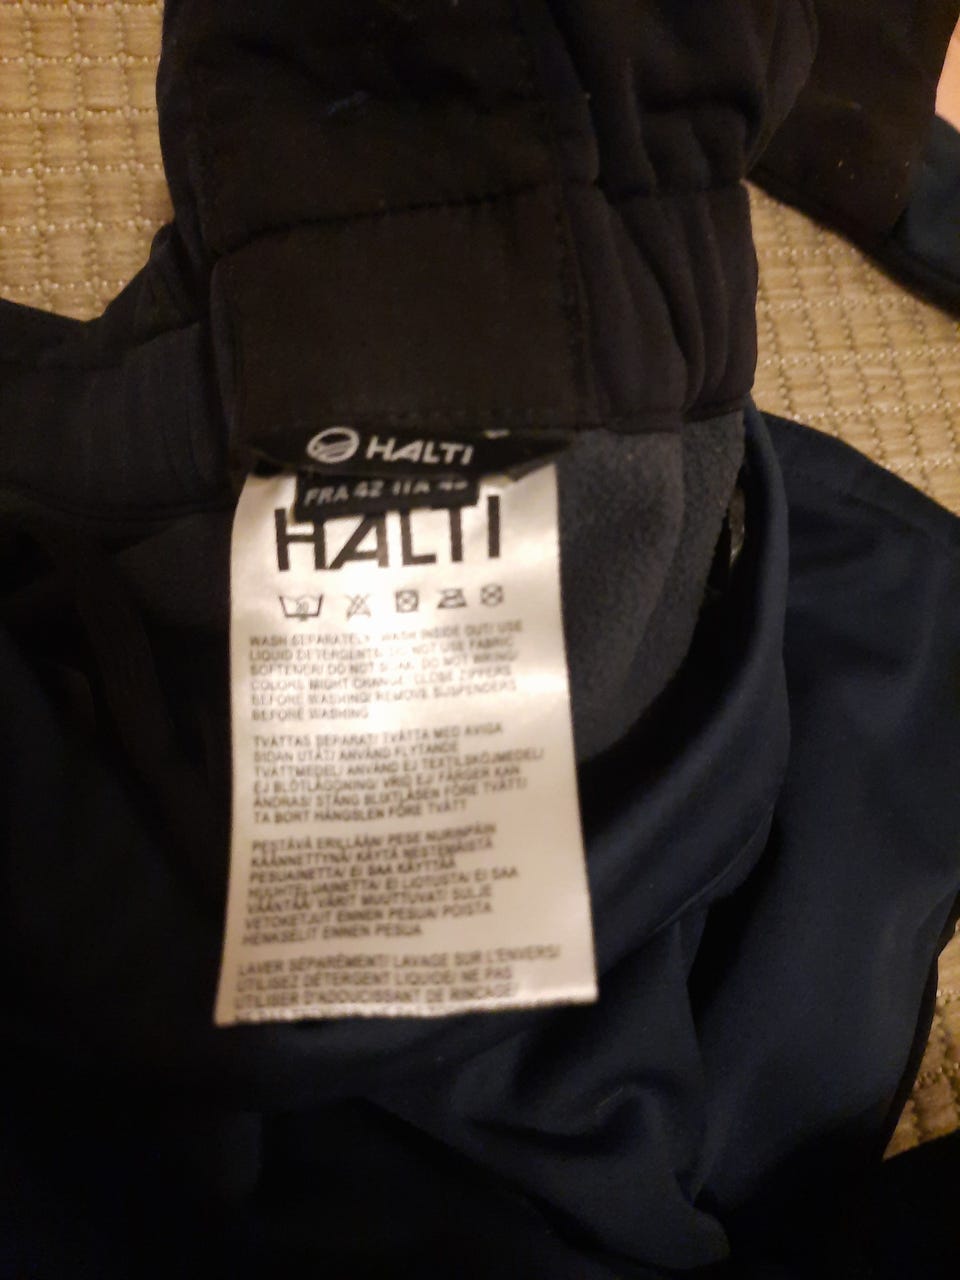 HALTI
FRA 42 ITA
HALTI
30
WASH SEPARATELY/ WASH INSIDE OUT/ USE
LIQUID DETERGENTS/ DO NOT USE FABRIC
SOFTENER/ DO NOT SOAK. DO NOT WRING/
COLORS MIGHT CHANGE. CLOSE ZIPPERS
BEFORE WASHING/ REMOVE SUSPENDERS
BEFORE WASHING
TVÄTTAS SEPARAT/ TVÄTTA MED AVIGA
SIDAN UTÅT/ ANVÄND FLYTANDE
TVÄTTMEDEL/ ANVÄND EJ TEXTILSKÖJMEDEL/
EJ BLÖTLÄGGNING/ VRID EJ/ FÄRGER KAN
ÄNDRAS/ STÄNG BLIXTLÅSEN FÖRE TVÄTT/
TA BORT HÄNGSLEN FÖRE TVÄTT
PESTÄVÄ ERILLÄÄN/ PESE NURINPÄIN
KÄÄNNETTYNÄ/ KÄYTÄ NESTEMÄISTÄ
PESUAINETTA/ EI SAA KÄYTTÄÄ
HUUHTELUAINETTA/ EI LIOTUSTA/ EI SAA
VÄÄNTÄÄ/ VÄRIT MUUTTUVAT/ SULJE
VETOKETJUT ENNEN PESUA/ POISTA
HENKSELIT ENNEN PESUA
LAVER SÉPARÉMENT/ LAVAGE SUR L'ENVERS/
UTILISEZ DÉTERGENT LIQUIDE/ NE PAS
UTILISER D'ADOUCISSANT DE RINCAGE/